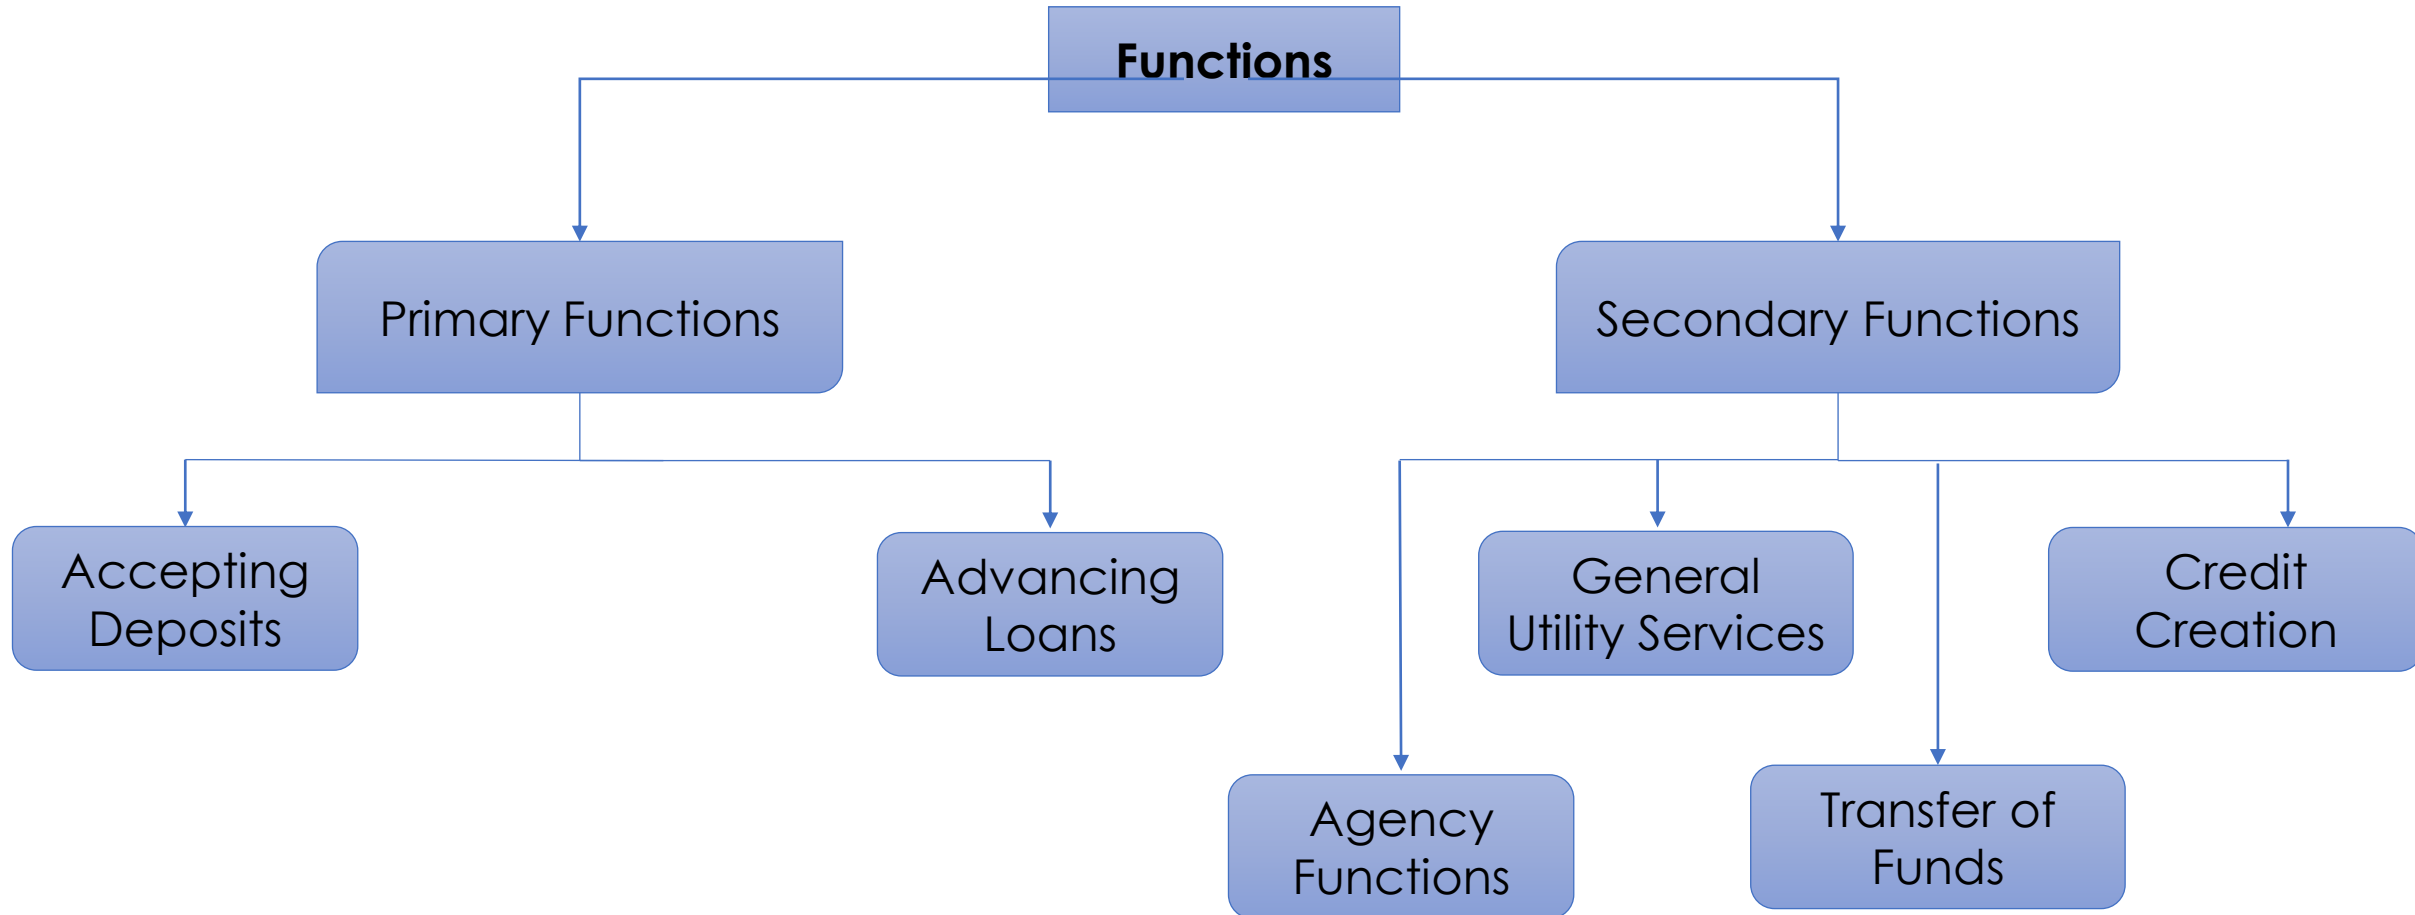 Functions
Primary Functions
Secondary Functions
Accepting
Deposits
Advancing
Loans
General
Utility Services
Credit
Creation
Agency
Functions
Transfer of
Funds